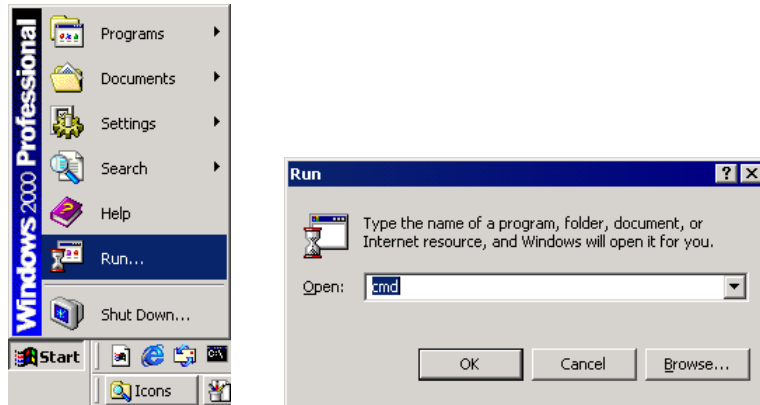 Windows 2000 Professional
Programs
Documents
Settings
Search
Help
Run...
Shut Down...
Start
C:\
Icons
Run
Type the name of a program, folder, document, or
Internet resource, and Windows will open it for you.
Open: cmd
OK Cancel Browse...